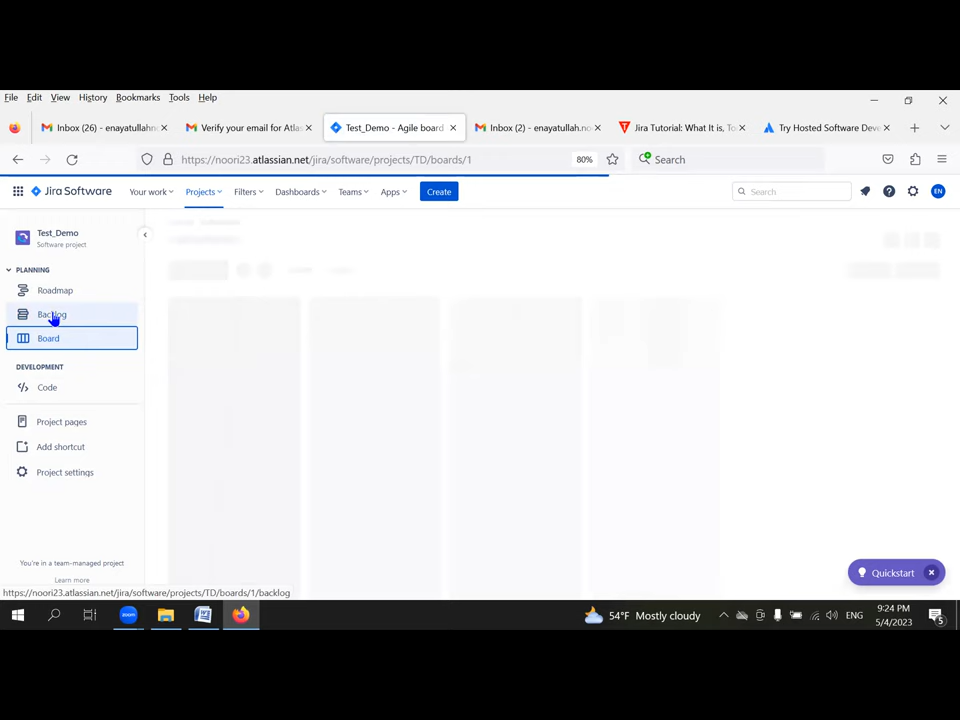 File Edit View History Bookmarks Tools Help
Inbox (26) - enayatullahn
Verify your email for Atlas
Test_Demo - Agile board
Inbox (2) - enayatullah.no
Jira Tutorial: What it is, To
Try Hosted Software Deve
https://noori23.atlassian.net/jira/software/projects/TD/boards/1
80%
Search
Jira Software
Your work
Projects
Filters
Dashboards
Teams
Apps
Create
Search
EN
Test_Demo
Software project
PLANNING
Roadmap
Backlog
Board
DEVELOPMENT
Code
Project pages
Add shortcut
Project settings
You're in a team-managed project
Learn more
Quickstart
https://noori23.atlassian.net/jira/software/projects/TD/boards/1/backlog
zoom
54°F Mostly cloudy
ENG
9:24 PM
5/4/2023
5